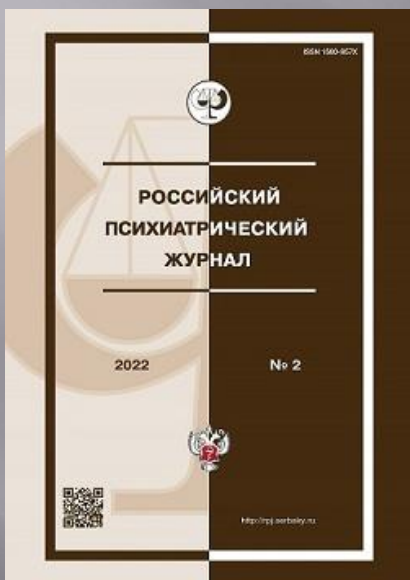 ISSN 1560-957X
РОССИЙСКИЙ
ПСИХИАТРИЧЕСКИЙ
ЖУРНАЛ
2022
№ 2
http://rpj.serbsky.ru